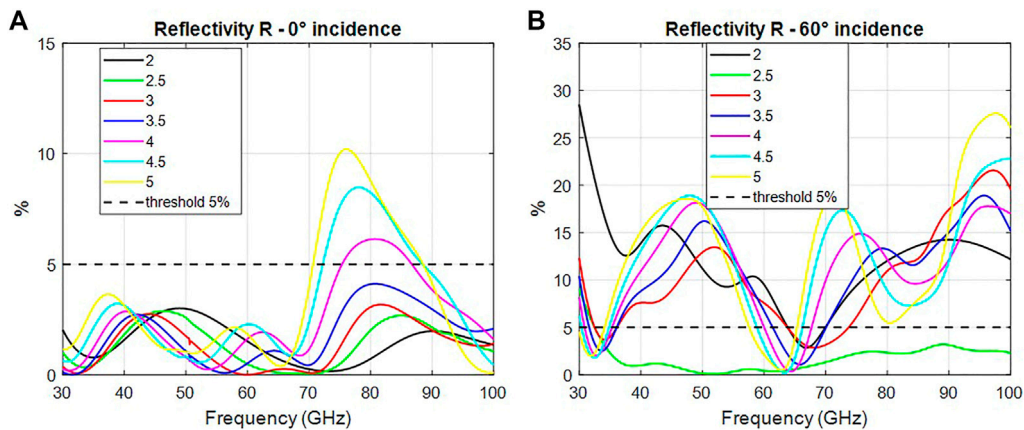 A
Reflectivity R - 0° incidence
15
10
5
0
%
2
2.5
3
3.5
4
4.5
5
threshold 5%
30 40 50 60 70 80 90 100
Frequency (GHz)
B
Reflectivity R - 60° incidence
35
30
25
20
15
10
5
0
%
2
2.5
3
3.5
4
4.5
5
threshold 5%
30 40 50 60 70 80 90 100
Frequency (GHz)